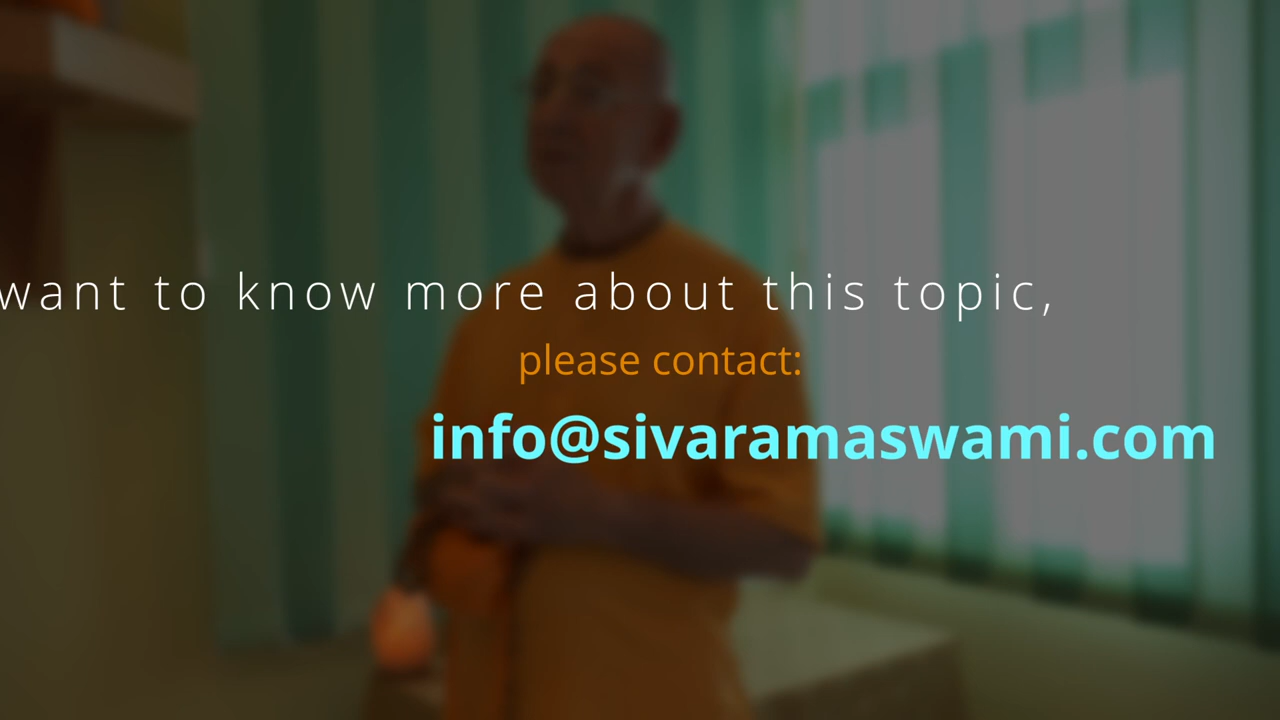 want to know more about this topic,
please contact:
info@sivaramaswami.com